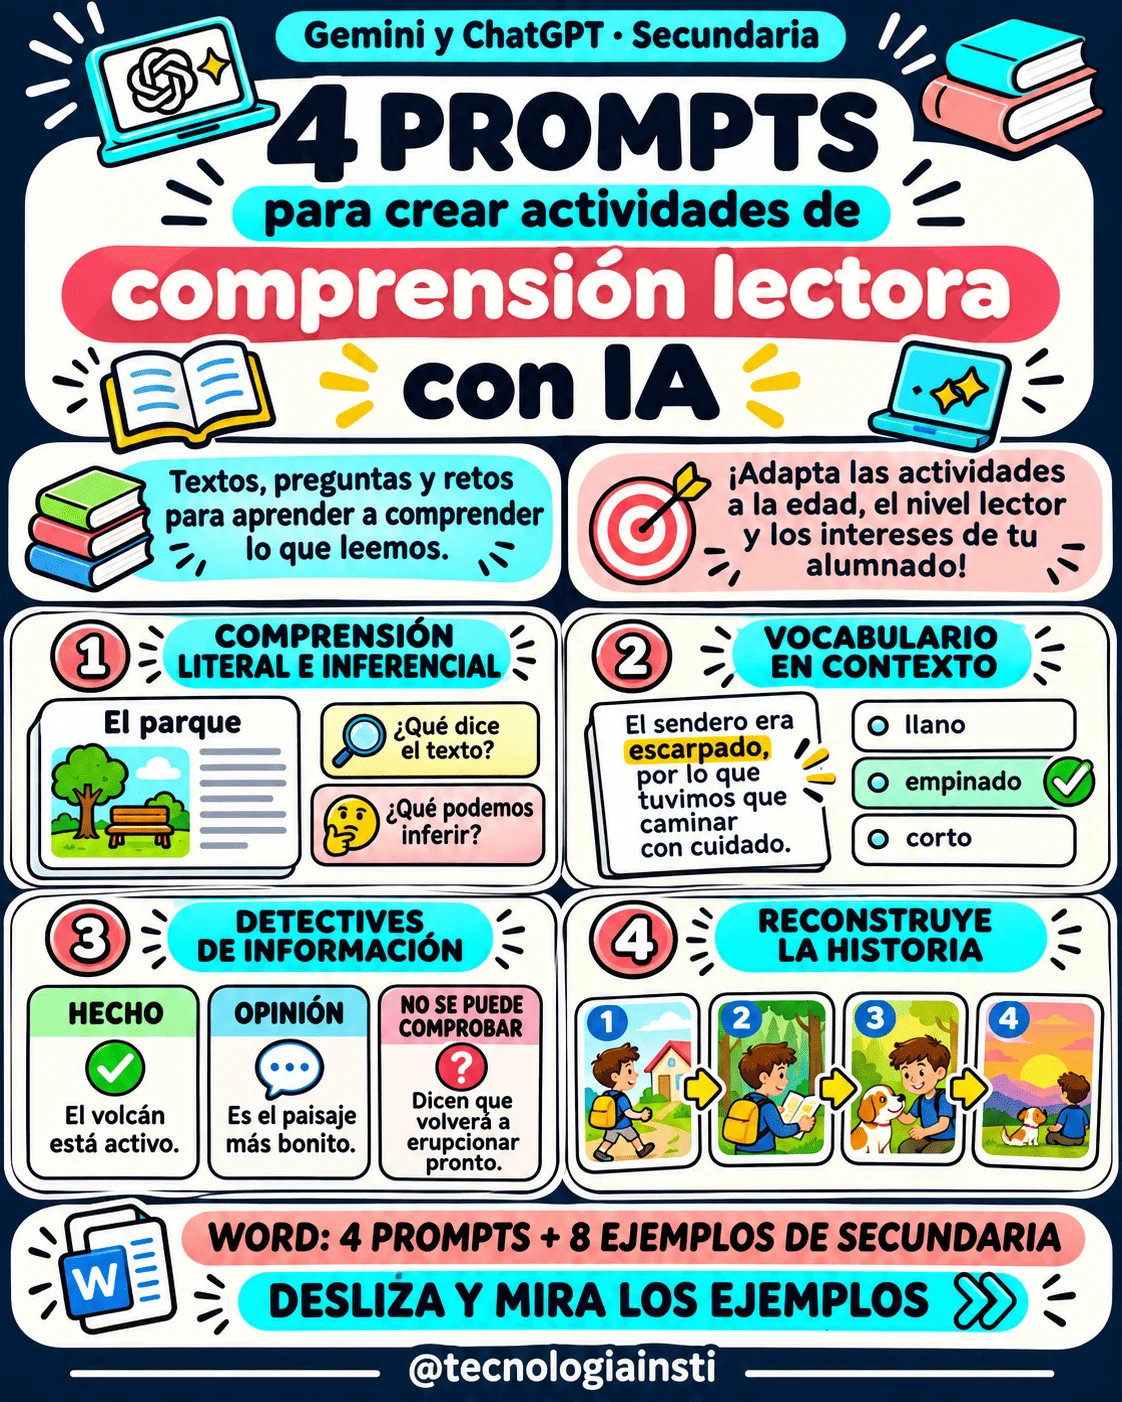 Gemini y ChatGPT · Secundaria
4 PROMPTS
para crear actividades de
comprensión lectora
con IA
Textos, preguntas y retos
para aprender a comprender
lo que leemos.
¡Adapta las actividades
a la edad, el nivel lector
y los intereses de tu
alumnado!
1
COMPRENSIÓN
LITERAL E INFERENCIAL
El parque
¿Qué dice
el texto?
¿Qué podemos
inferir?
2
VOCABULARIO
EN CONTEXTO
El sendero era
escarpado,
por lo que
tuvimos que
caminar
con cuidado.
llano
empinado
corto
3
DETECTIVES
DE INFORMACIÓN
HECHO
El volcán
está activo.
OPINIÓN
Es el paisaje
más bonito.
NO SE PUEDE
COMPROBAR
?
Dicen que
volverá a
erupcionar
pronto.
4
RECONSTRUYE
LA HISTORIA
1
2
3
4
W
WORD: 4 PROMPTS + 8 EJEMPLOS DE SECUNDARIA
DESLIZA Y MIRA LOS EJEMPLOS
@tecnologiainsti